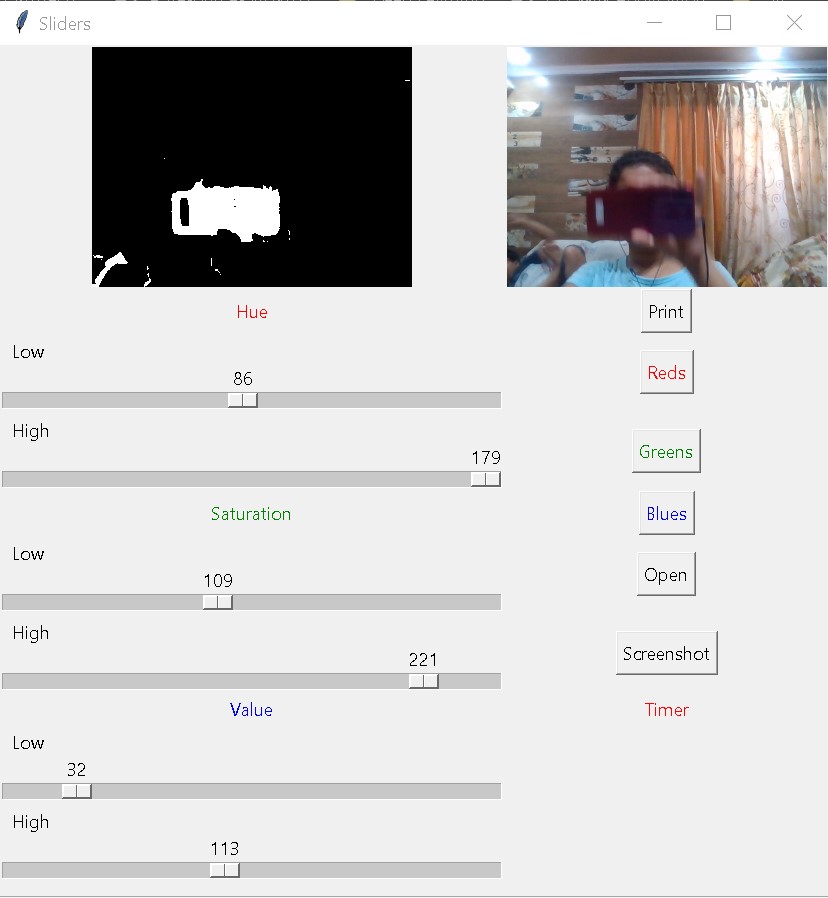 Sliders
Hue
Print
Low
86
Reds
High
179
Greens
Saturation
Blues
Low
109
Open
High
221
Screenshot
Value
Timer
Low
32
High
113